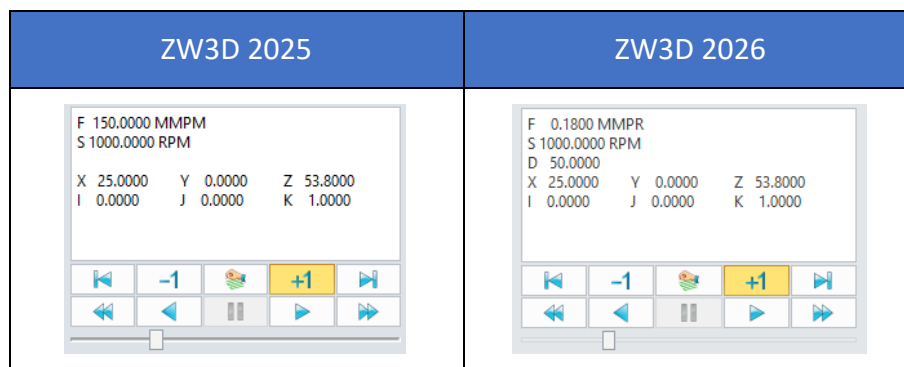 ZW3D 2025
ZW3D 2026
F 150.0000 MMPM
S 1000.0000 RPM
X 25.0000 Y 0.0000 Z 53.8000
I 0.0000 J 0.0000 K 1.0000
-1 +1
F 0.1800 MMPR
S 1000.0000 RPM
D 50.0000
X 25.0000 Y 0.0000 Z 53.8000
I 0.0000 J 0.0000 K 1.0000
-1 +1